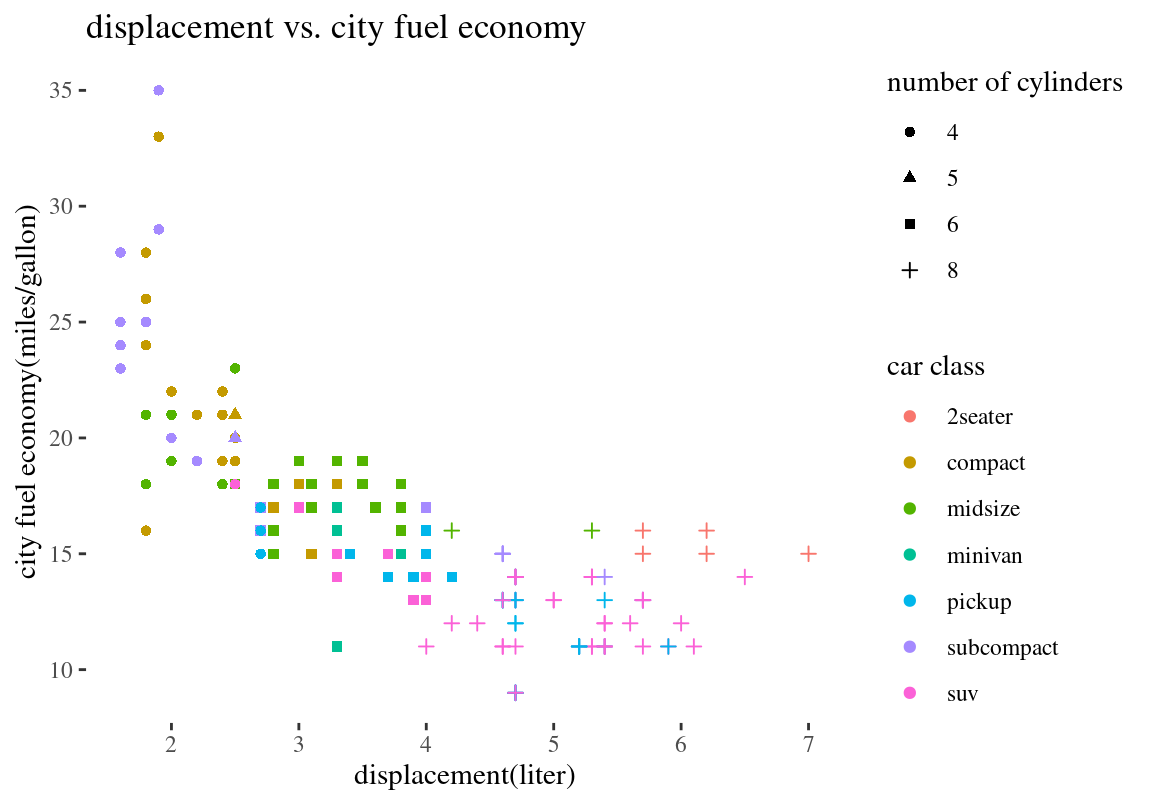 displacement vs. city fuel economy
city fuel economy(miles/gallon)
35
30
25
20
15
10
2
3
4
5
6
7
displacement(liter)
number of cylinders
4
5
6
8
car class
2seater
compact
midsize
minivan
pickup
subcompact
suv